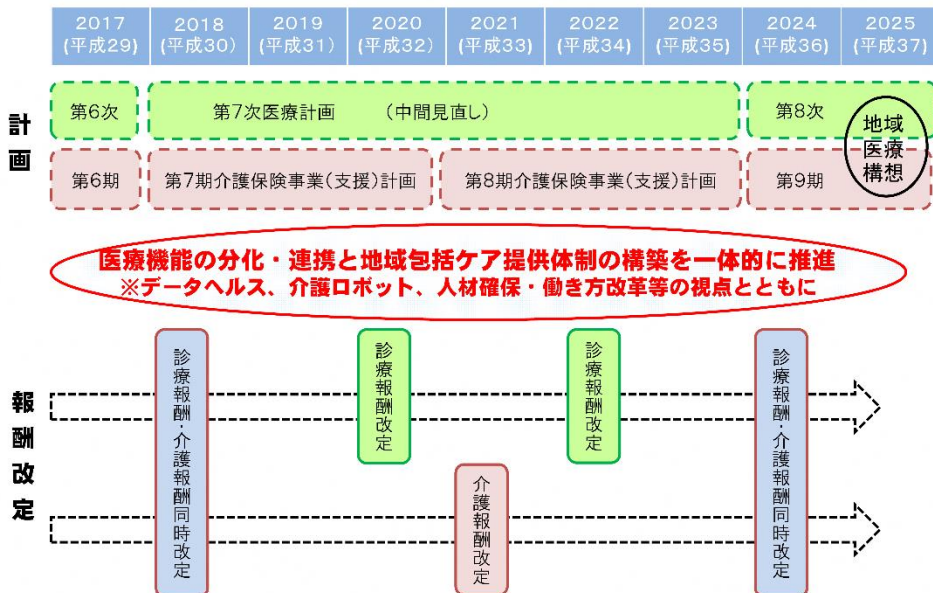 2017
(平成29)
2018
(平成30)
2019
(平成31)
2020
(平成32)
2021
(平成33)
2022
(平成34)
2023
(平成35)
2024
(平成36)
2025
(平成37)
計画
第6次
第7次医療計画 (中間見直し)
第8次
第6期
第7期介護保険事業(支援)計画
第8期介護保険事業(支援)計画
第9期
地域
医療
構想
医療機能の分化・連携と地域包括ケア提供体制の構築を一体的に推進
※データヘルス、介護ロボット、人材確保・働き方改革等の視点とともに
報酬改定
診療報酬・介護報酬同時改定
診療報酬改定
介護報酬改定
診療報酬改定
診療報酬・介護報酬同時改定